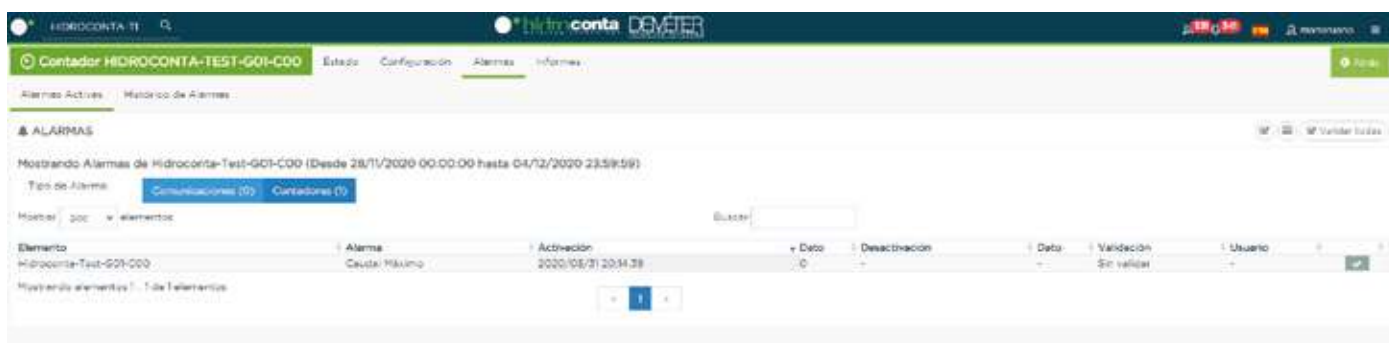 HIDROCONTA-TE
hidroconta DEMÉTER
Contador HIDROCONTA-TEST-G01-C00 Estado Configuración Alarmas Informes Atrás
Alarmas Activas Histórico de Alarmas
ALARMAS Validar todas
Mostrando Alarmas de Hidroconta-Test-G01-C00 (Desde 28/11/2020 00:00:00 hasta 04/12/2020 23:59:59)
Tipo de Alarma: Comunicaciones (0) Contadores (1)
Mostrar elementos Buscar
Elemento Alarma Activación Dato Desactivación Dato Validación Usuario
Hidroconta-Test-G01-C00 Caudal Máximo 2020/08/31 20:14:39 0 - - Sin validar -
Mostrando elementos 1 - 1 de 1 elementos
1